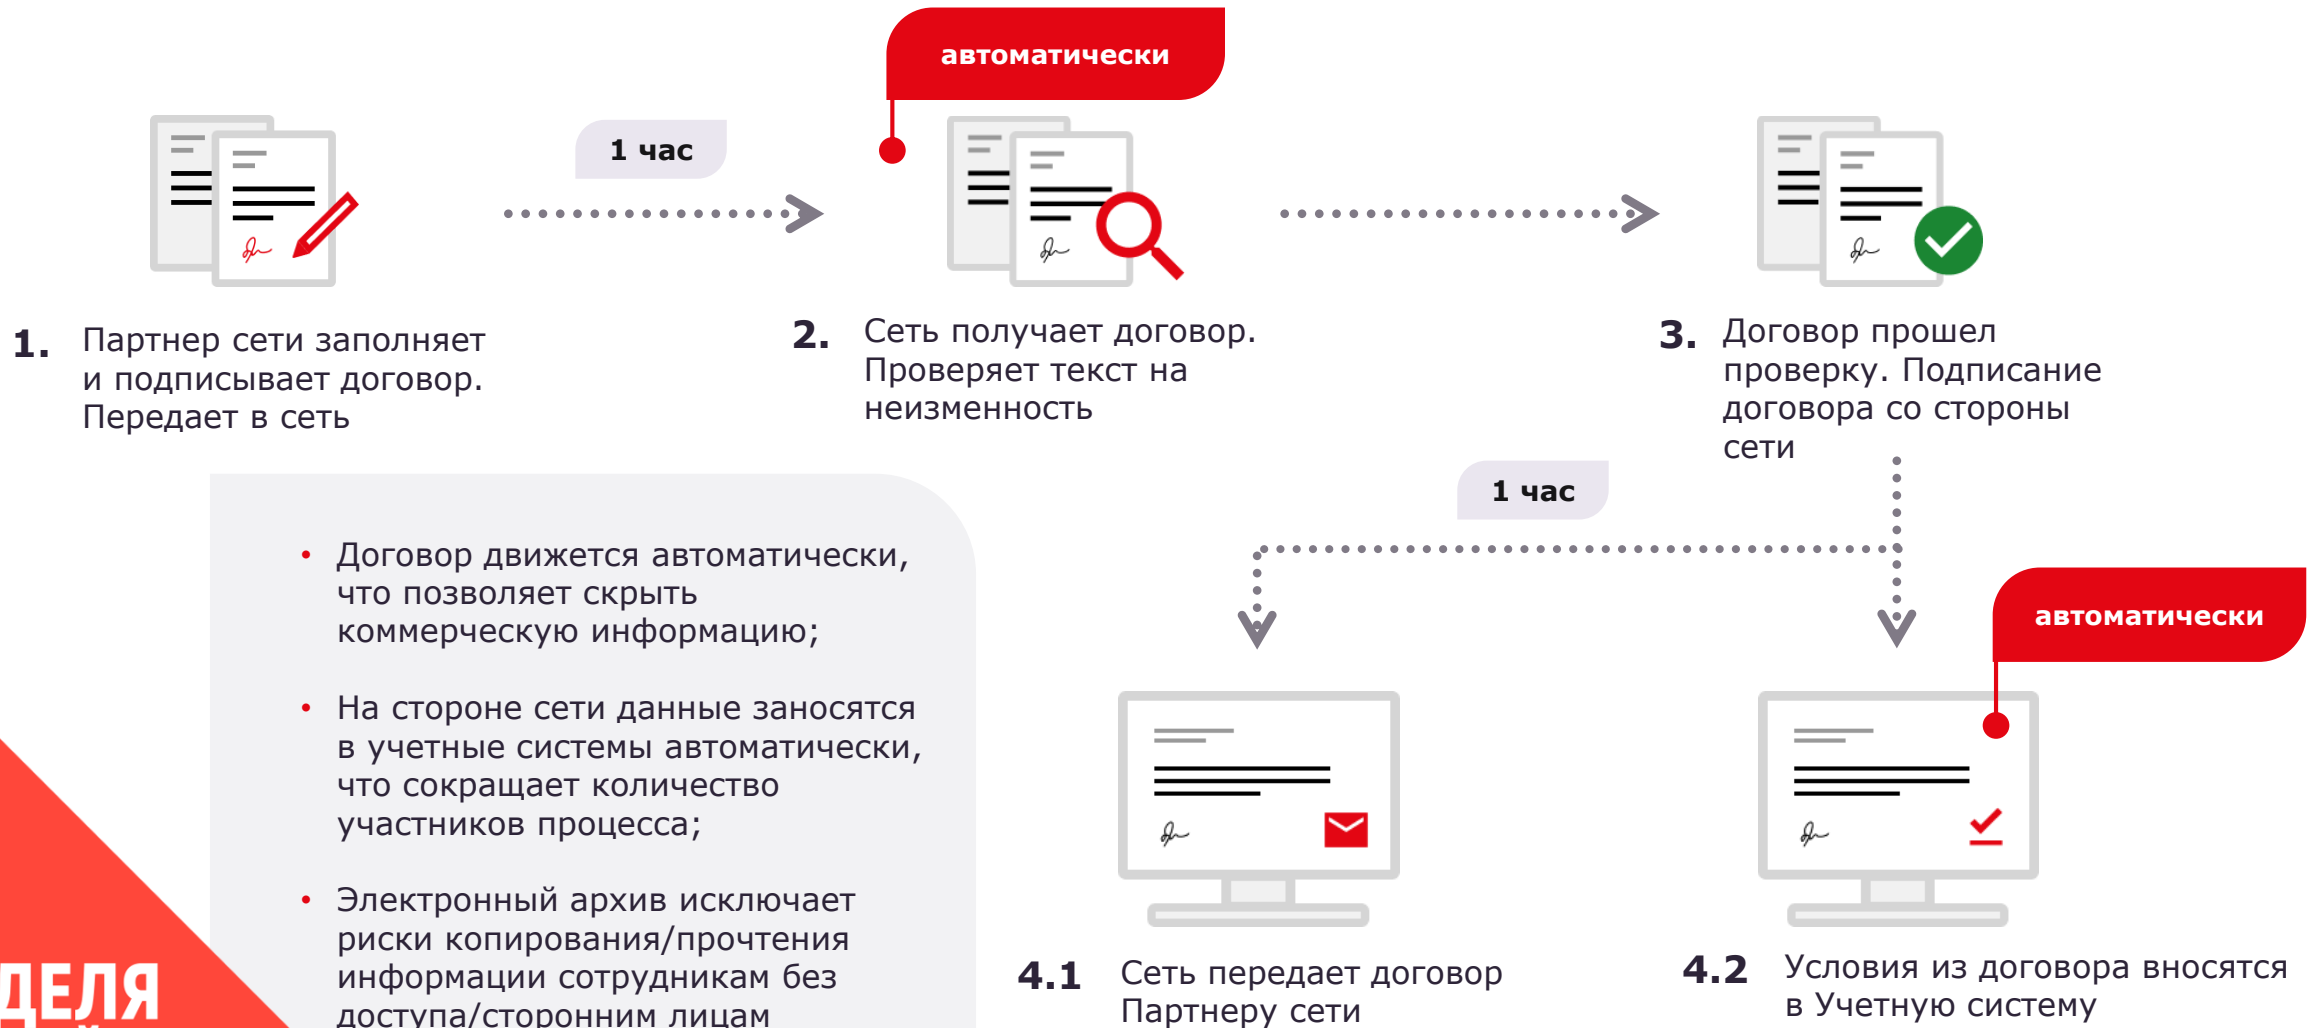 автоматически
1 час
1. Партнер сети заполняет
и подписывает договор.
Передает в сеть
2. Сеть получает договор.
Проверяет текст на
неизменность
3. Договор прошел
проверку. Подписание
договора со стороны
сети
1 час
• Договор движется автоматически,
что позволяет скрыть
коммерческую информацию;
• На стороне сети данные заносятся
в учетные системы автоматически,
что сокращает количество
участников процесса;
• Электронный архив исключает
риски копирования/прочтения
информации сотрудникам без
доступа/сторонним лицам
автоматически
4.1 Сеть передает договор
Партнеру сети
4.2 Условия из договора вносятся
в Учетную систему
ДЕЛЯ